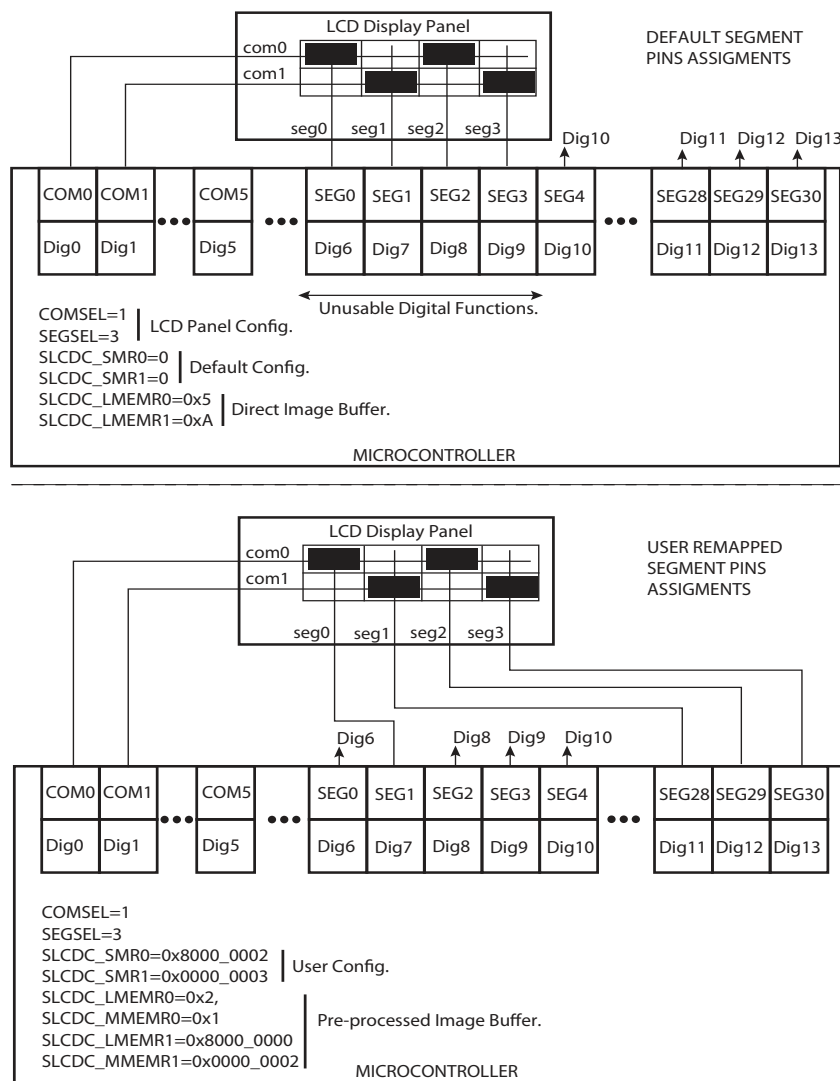 LCD Display Panel
DEFAULT SEGMENT
PINS ASSIGMENTS
com0
com1
seg0 seg1 seg2 seg3
Dig10 Dig11 Dig12 Dig13
COM0 COM1 COM5 SEG0 SEG1 SEG2 SEG3 SEG4 SEG28 SEG29 SEG30
Dig0 Dig1 Dig5 Dig6 Dig7 Dig8 Dig9 Dig10 Dig11 Dig12 Dig13
Unusable Digital Functions.
COMSEL=1
SEGSEL=3
LCD Panel Config.
SLCDC_SMR0=0
SLCDC_SMR1=0
Default Config.
SLCDC_LMEMR0=0x5
SLCDC_LMEMR1=0xA
Direct Image Buffer.
MICROCONTROLLER
LCD Display Panel
USER REMAPPED
SEGMENT PINS
ASSIGMENTS
com0
com1
seg0 seg1 seg2 seg3
Dig6 Dig8 Dig9 Dig10
COM0 COM1 COM5 SEG0 SEG1 SEG2 SEG3 SEG4 SEG28 SEG29 SEG30
Dig0 Dig1 Dig5 Dig6 Dig7 Dig8 Dig9 Dig10 Dig11 Dig12 Dig13
COMSEL=1
SEGSEL=3
SLCDC_SMR0=0x8000_0002
SLCDC_SMR1=0x0000_0003
User Config.
SLCDC_LMEMR0=0x2,
SLCDC_MMEMR0=0x1
SLCDC_LMEMR1=0x8000_0000
SLCDC_MMEMR1=0x0000_0002
Pre-processed Image Buffer.
MICROCONTROLLER